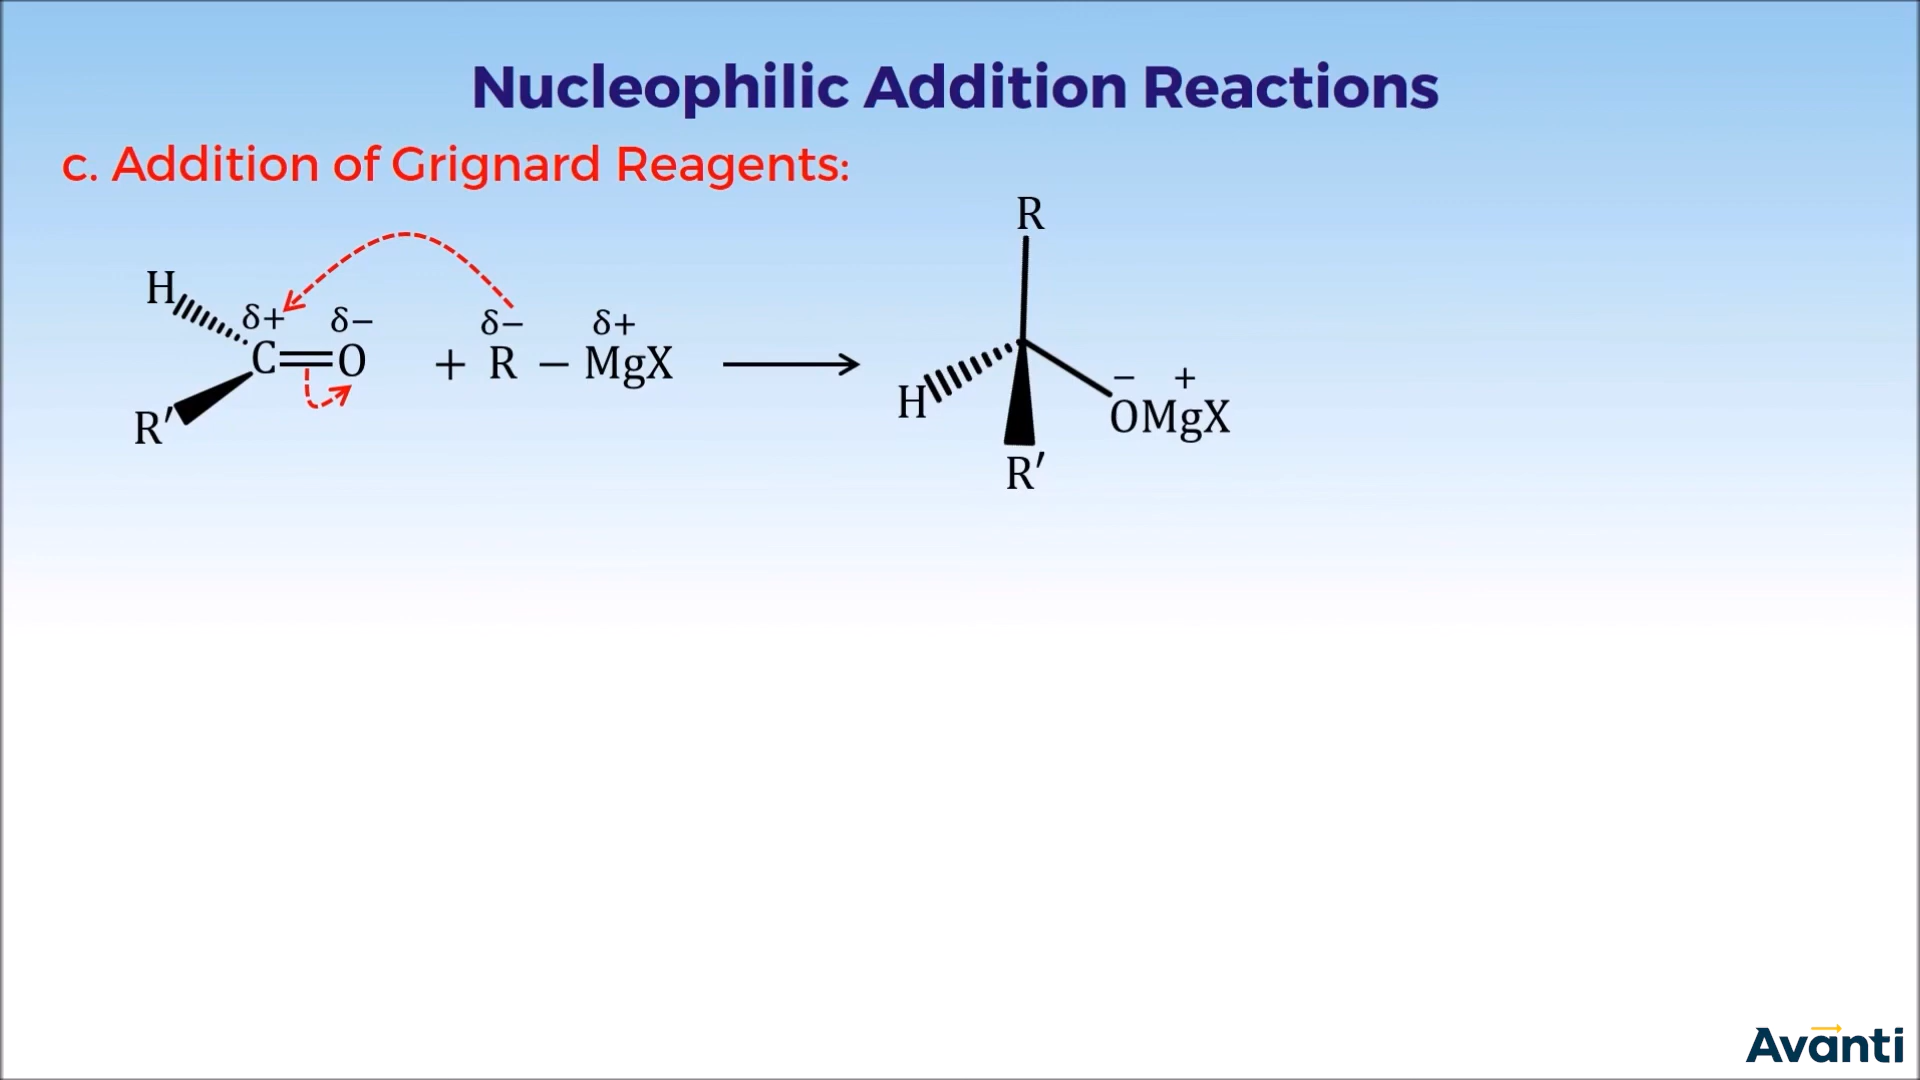 Nucleophilic Addition Reactions
c. Addition of Grignard Reagents:
H
δ+ δ−
C=O
R′
+
δ− δ+
R − MgX
R
H
− +
OMgX
R′
Avanti